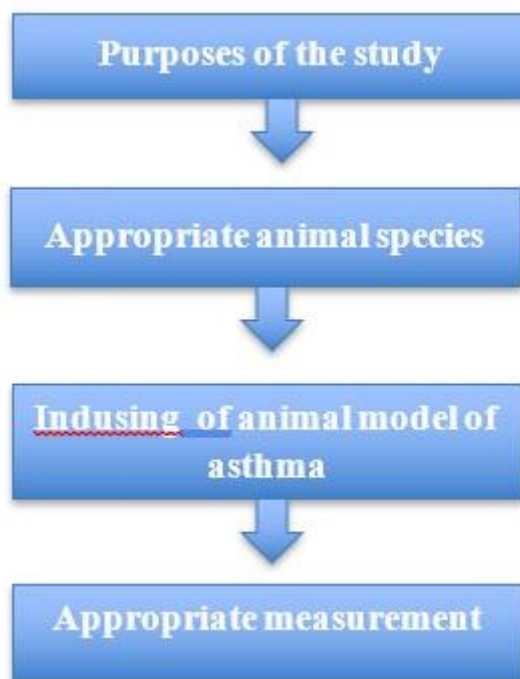 Purposes of the study
Appropriate animal species
Indusing of animal model of
asthma
Appropriate measurement